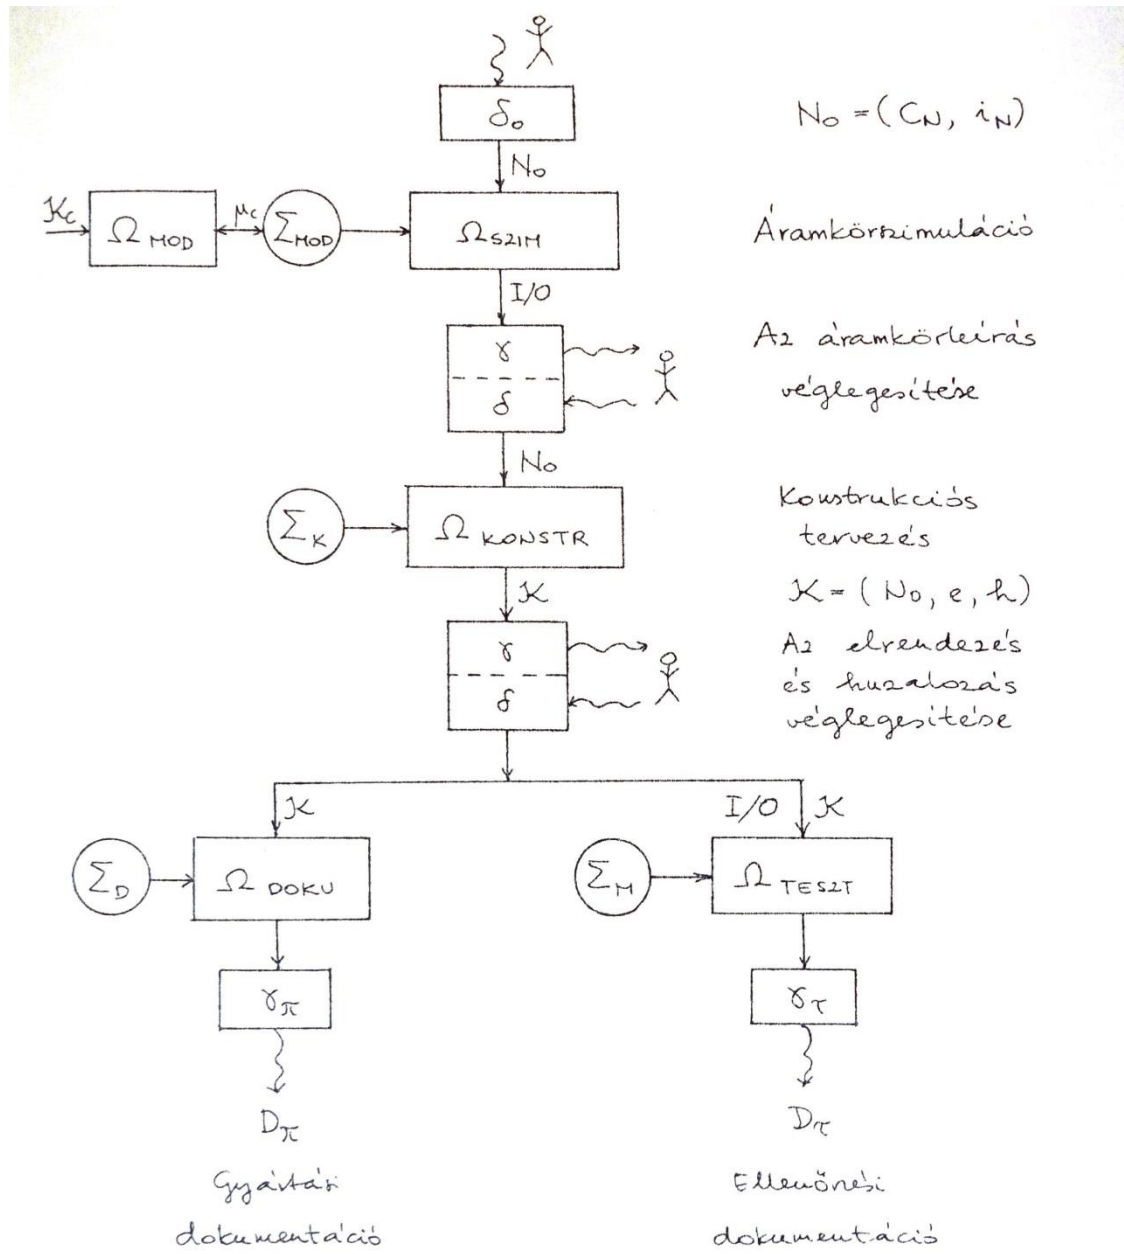 δ₀
N₀ = (C_N, i_N)
N₀
𝒦_C
Ω_MOD
μ_C
Σ_MOD
Ω_SZIM
Áramkörszimuláció
I/O
γ
δ
Az áramkörleírás
véglegesítése
N₀
Σ_K
Ω_KONSTR
Konstrukciós
tervezés
𝒦
𝒦 = (N₀, e, h)
γ
δ
Az elrendezés
és huzalozás
véglegesítése
𝒦
I/O 𝒦
Σ_D
Ω_DOKU
Σ_M
Ω_TESZT
γ_π
γ_τ
D_π
D_τ
Gyártási
dokumentáció
Ellenőrzési
dokumentáció